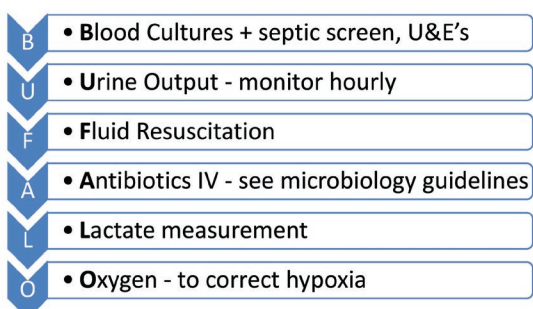 B • Blood Cultures + septic screen, U&E’s
U • Urine Output - monitor hourly
F • Fluid Resuscitation
A • Antibiotics IV - see microbiology guidelines
L • Lactate measurement
O • Oxygen - to correct hypoxia